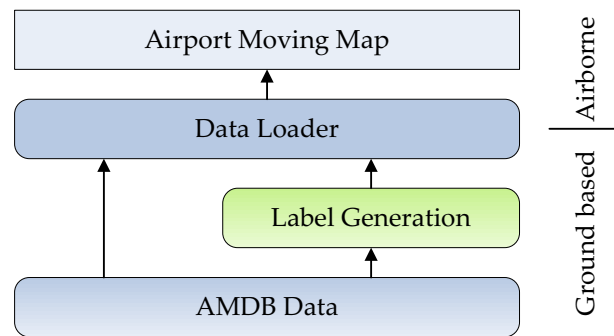 Airport Moving Map
Airborne
Data Loader
Label Generation
Ground based
AMDB Data